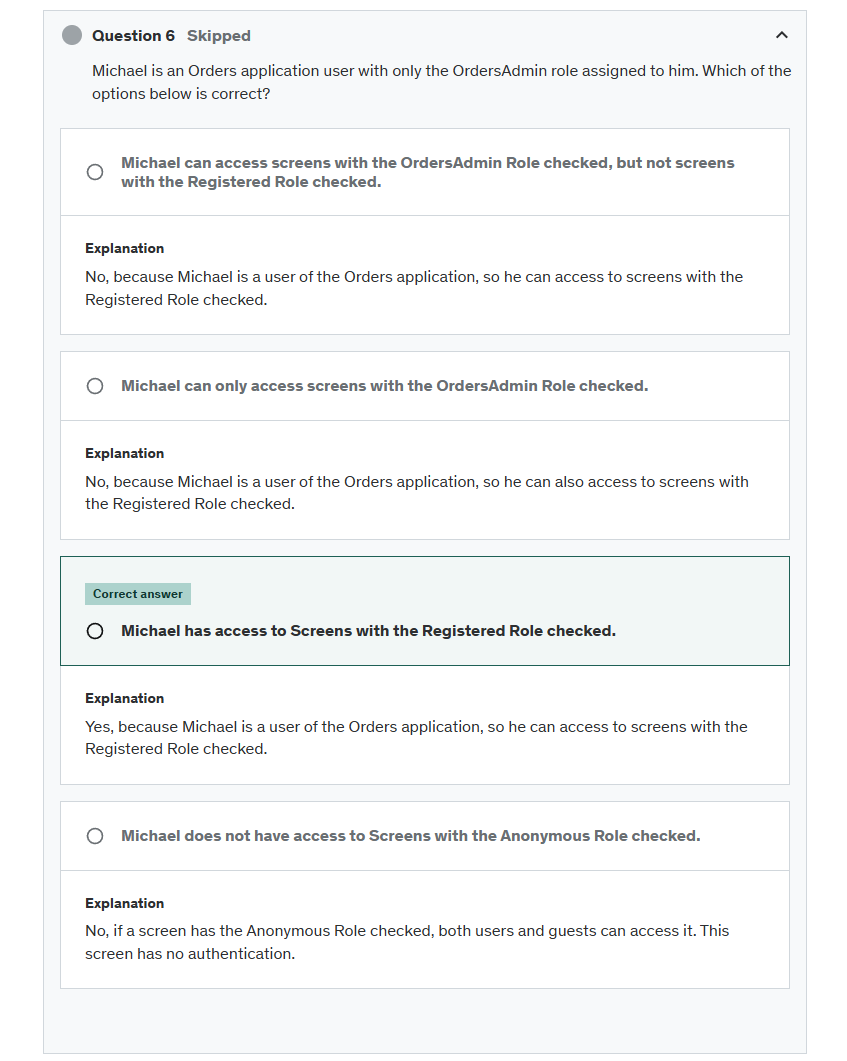 Question 6 Skipped
Michael is an Orders application user with only the OrdersAdmin role assigned to him. Which of the
options below is correct?
Michael can access screens with the OrdersAdmin Role checked, but not screens
with the Registered Role checked.
Explanation
No, because Michael is a user of the Orders application, so he can access to screens with the
Registered Role checked.
Michael can only access screens with the OrdersAdmin Role checked.
Explanation
No, because Michael is a user of the Orders application, so he can also access to screens with
the Registered Role checked.
Correct answer
Michael has access to Screens with the Registered Role checked.
Explanation
Yes, because Michael is a user of the Orders application, so he can access to screens with the
Registered Role checked.
Michael does not have access to Screens with the Anonymous Role checked.
Explanation
No, if a screen has the Anonymous Role checked, both users and guests can access it. This
screen has no authentication.